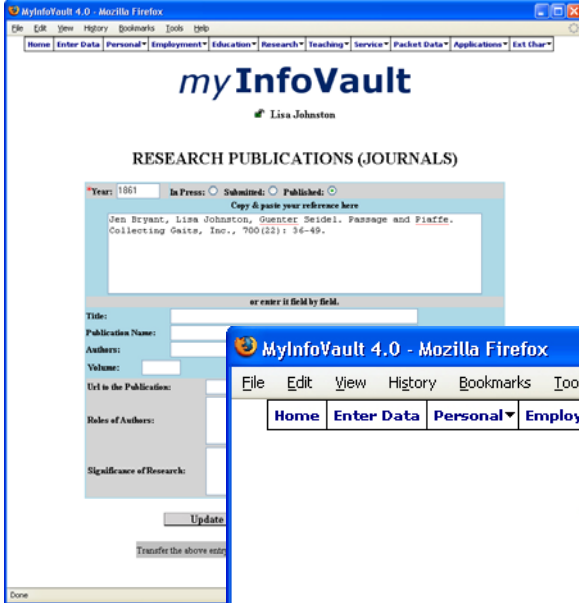 MyInfoVault 4.0 - Mozilla Firefox
File Edit View History Bookmarks Tools Help
Home Enter Data Personal Employment Education Research Teaching Service Packet Data Applications Ext Char
myInfoVault
Lisa Johnston
RESEARCH PUBLICATIONS (JOURNALS)
*Year: 1861 In Press: Submitted: Published:
Copy & paste your reference here
Jen Bryant, Lisa Johnston, Guenter Seidel. Passage and Piaffe.
Collecting Gaits, Inc., 700(22): 36-49.
or enter it field by field.
Title:
Publication Name:
Authors:
Volume:
Url to the Publication:
Roles of Authors:
Significance of Research:
Update
Transfer the above entry
Done
MyInfoVault 4.0 - Mozilla Firefox
File Edit View History Bookmarks Too
Home Enter Data Personal Employ